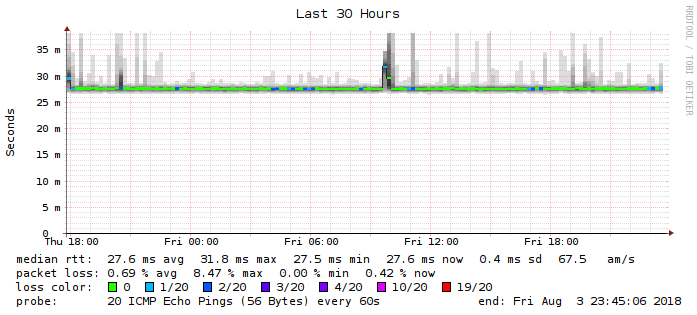 Last 30 Hours
RRDTOOL / TOBI OETIKER
Seconds
35 m
30 m
25 m
20 m
15 m
10 m
5 m
0
Thu 18:00 Fri 00:00 Fri 06:00 Fri 12:00 Fri 18:00
median rtt: 27.6 ms avg 31.8 ms max 27.5 ms min 27.6 ms now 0.4 ms sd 67.5 am/s
packet loss: 0.69 % avg 8.47 % max 0.00 % min 0.42 % now
loss color: 0 1/20 2/20 3/20 4/20 10/20 19/20
probe: 20 ICMP Echo Pings (56 Bytes) every 60s end: Fri Aug 3 23:45:06 2018